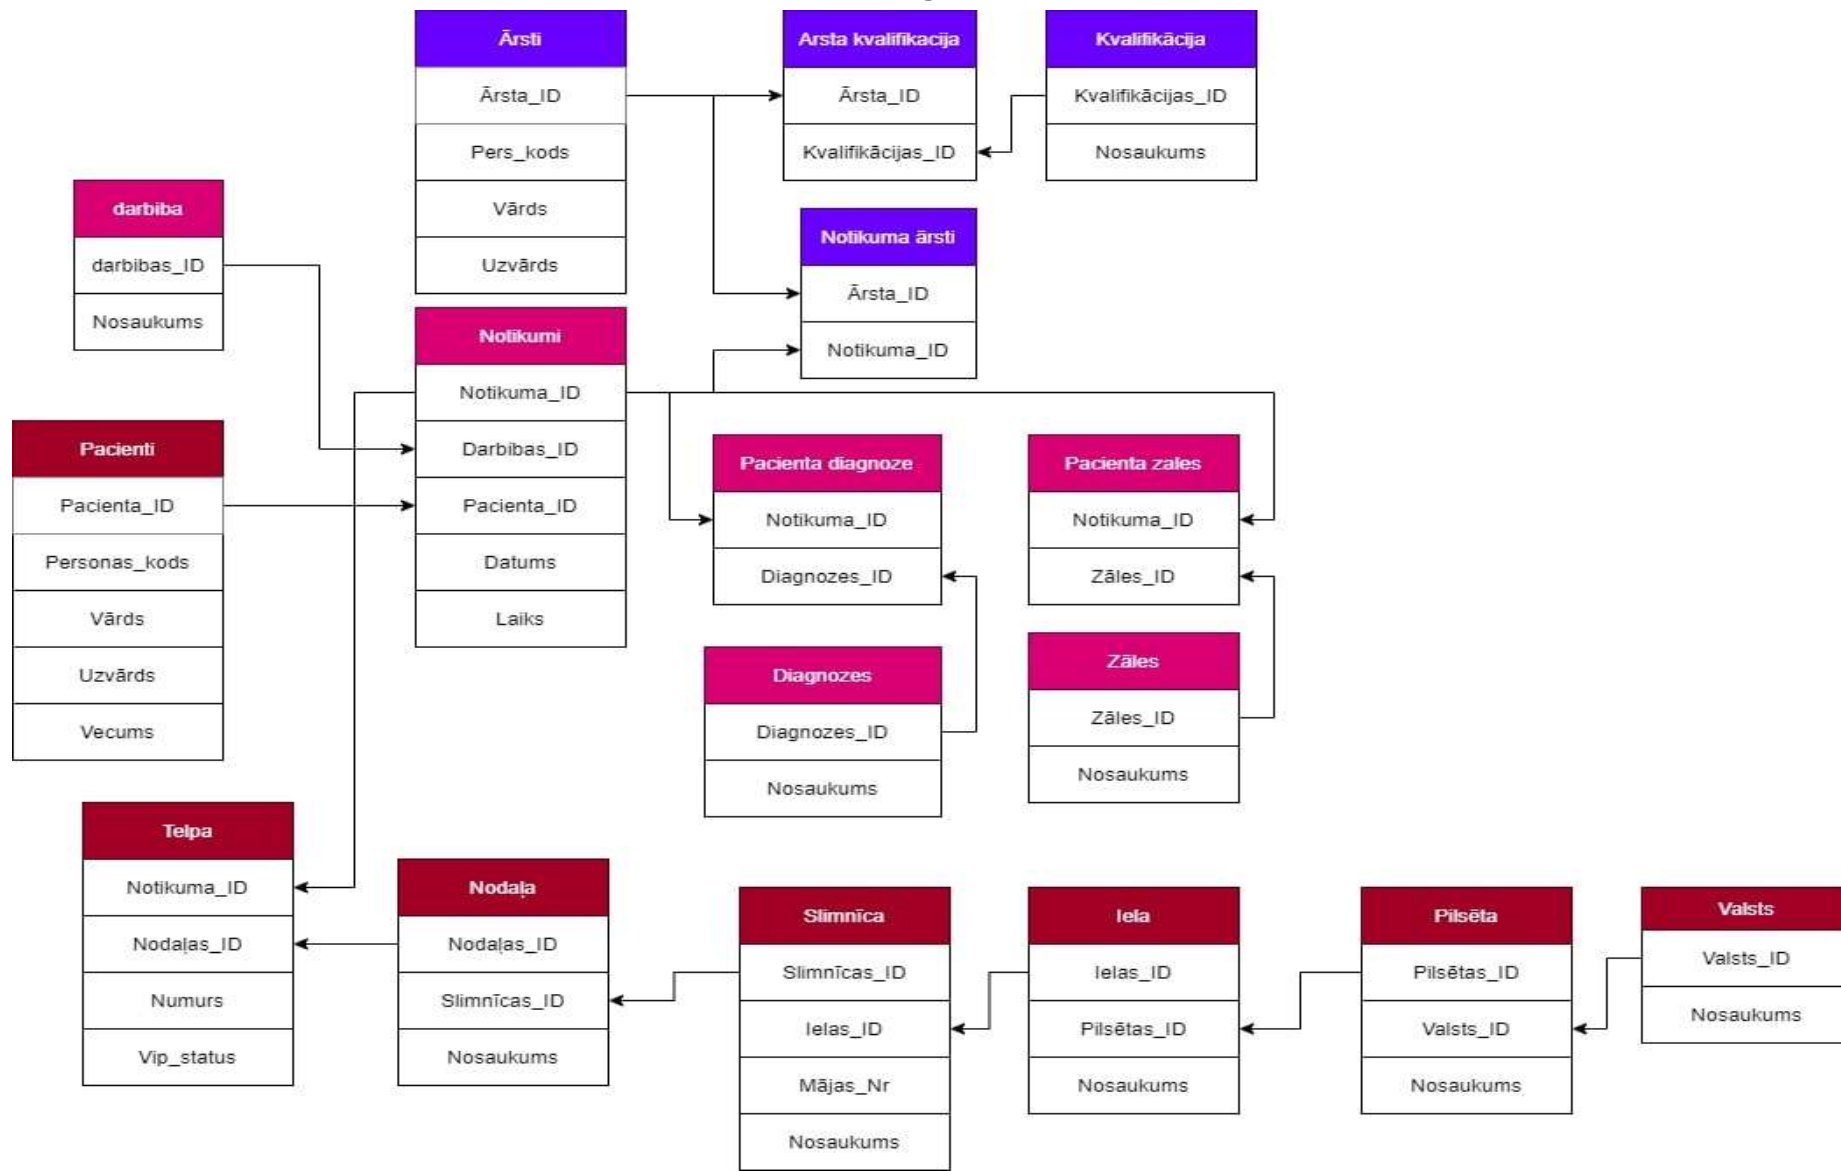 Ārsti
Ārsta_ID
Pers_kods
Vārds
Uzvārds
Arsta kvalifikacija
Ārsta_ID
Kvalifikācijas_ID
Kvalifikācija
Kvalifikācijas_ID
Nosaukums
darbiba
darbibas_ID
Nosaukums
Notikuma ārsti
Ārsta_ID
Notikuma_ID
Notikumi
Notikuma_ID
Darbibas_ID
Pacienta_ID
Datums
Laiks
Pacienti
Pacienta_ID
Personas_kods
Vārds
Uzvārds
Vecums
Pacienta diagnoze
Notikuma_ID
Diagnozes_ID
Pacienta zales
Notikuma_ID
Zāles_ID
Diagnozes
Diagnozes_ID
Nosaukums
Zāles
Zāles_ID
Nosaukums
Telpa
Notikuma_ID
Nodaļas_ID
Numurs
Vip_status
Nodaļa
Nodaļas_ID
Slimnīcas_ID
Nosaukums
Slimnīca
Slimnīcas_ID
Ielas_ID
Mājas_Nr
Nosaukums
Iela
Ielas_ID
Pilsētas_ID
Nosaukums
Pilsēta
Pilsētas_ID
Valsts_ID
Nosaukums
Valsts
Valsts_ID
Nosaukums